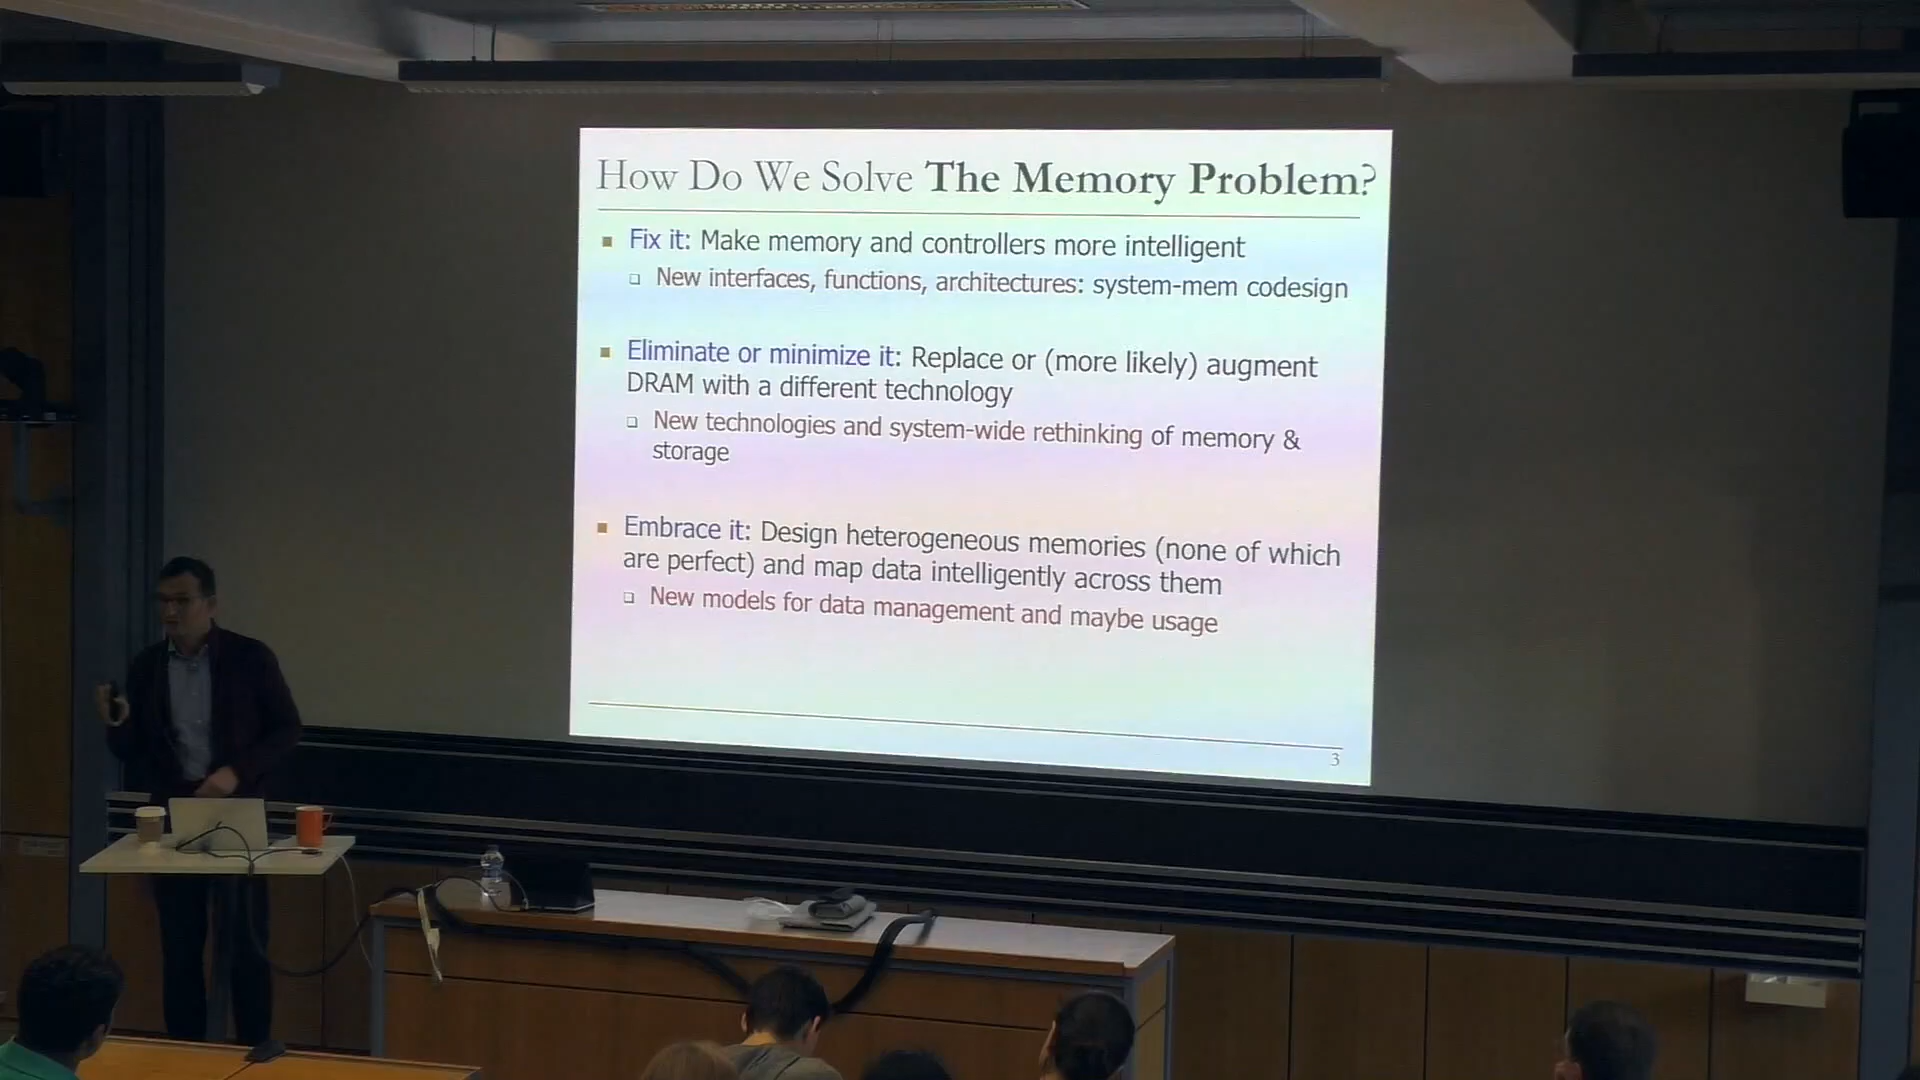 How Do We Solve The Memory Problem?
Fix it: Make memory and controllers more intelligent
New interfaces, functions, architectures: system-mem codesign
Eliminate or minimize it: Replace or (more likely) augment
DRAM with a different technology
New technologies and system-wide rethinking of memory &
storage
Embrace it: Design heterogeneous memories (none of which
are perfect) and map data intelligently across them
New models for data management and maybe usage
3